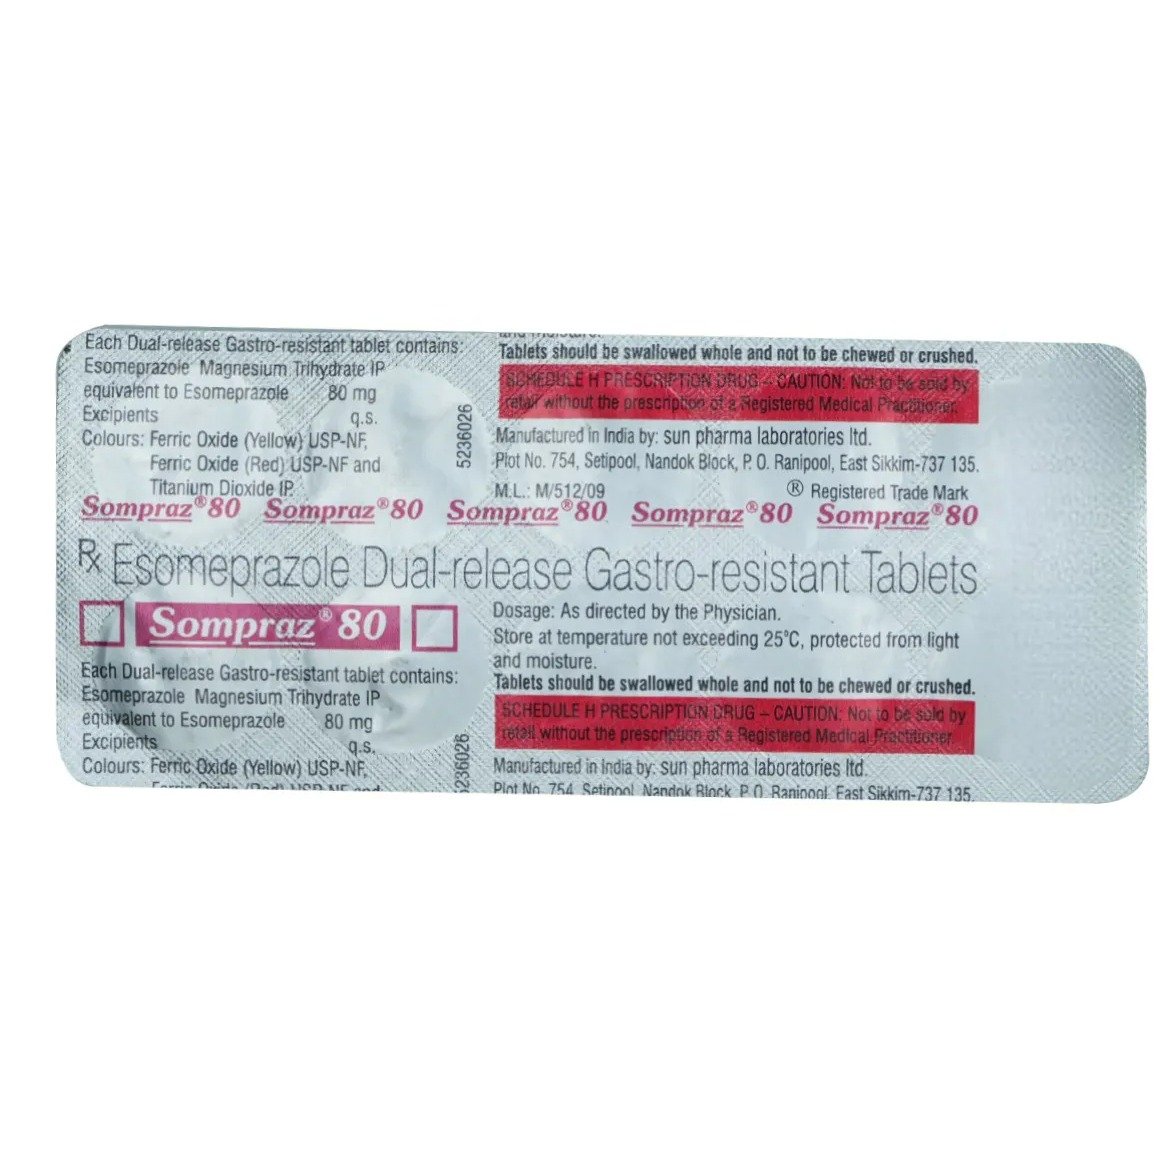 and moisture.
Each Dual-release Gastro-resistant tablet contains:
Esomeprazole Magnesium Trihydrate IP
equivalent to Esomeprazole 80 mg
Excipients q.s.
Colours: Ferric Oxide (Yellow) USP-NF,
Ferric Oxide (Red) USP-NF and
Titanium Dioxide IP.
5236026
Tablets should be swallowed whole and not to be chewed or crushed.
SCHEDULE H PRESCRIPTION DRUG – CAUTION: Not to be sold by
retail without the prescription of a Registered Medical Practitioner.
Manufactured in India by: sun pharma laboratories ltd.
Plot No. 754, Setipool, Nandok Block, P. O. Ranipool, East Sikkim-737 135.
M.L.: M/512/09 ® Registered Trade Mark
Sompraz®80 Sompraz®80 Sompraz®80 Sompraz®80 Sompraz®80
Rx Esomeprazole Dual-release Gastro-resistant Tablets
Sompraz®80
Each Dual-release Gastro-resistant tablet contains:
Esomeprazole Magnesium Trihydrate IP
equivalent to Esomeprazole 80 mg
Excipients q.s.
Colours: Ferric Oxide (Yellow) USP-NF,
Ferric Oxide (Red) USP-NF and
5236026
Dosage: As directed by the Physician.
Store at temperature not exceeding 25°C, protected from light
and moisture.
Tablets should be swallowed whole and not to be chewed or crushed.
SCHEDULE H PRESCRIPTION DRUG – CAUTION: Not to be sold by
retail without the prescription of a Registered Medical Practitioner.
Manufactured in India by: sun pharma laboratories ltd.
Plot No. 754, Setipool, Nandok Block, P. O. Ranipool, East Sikkim-737 135.